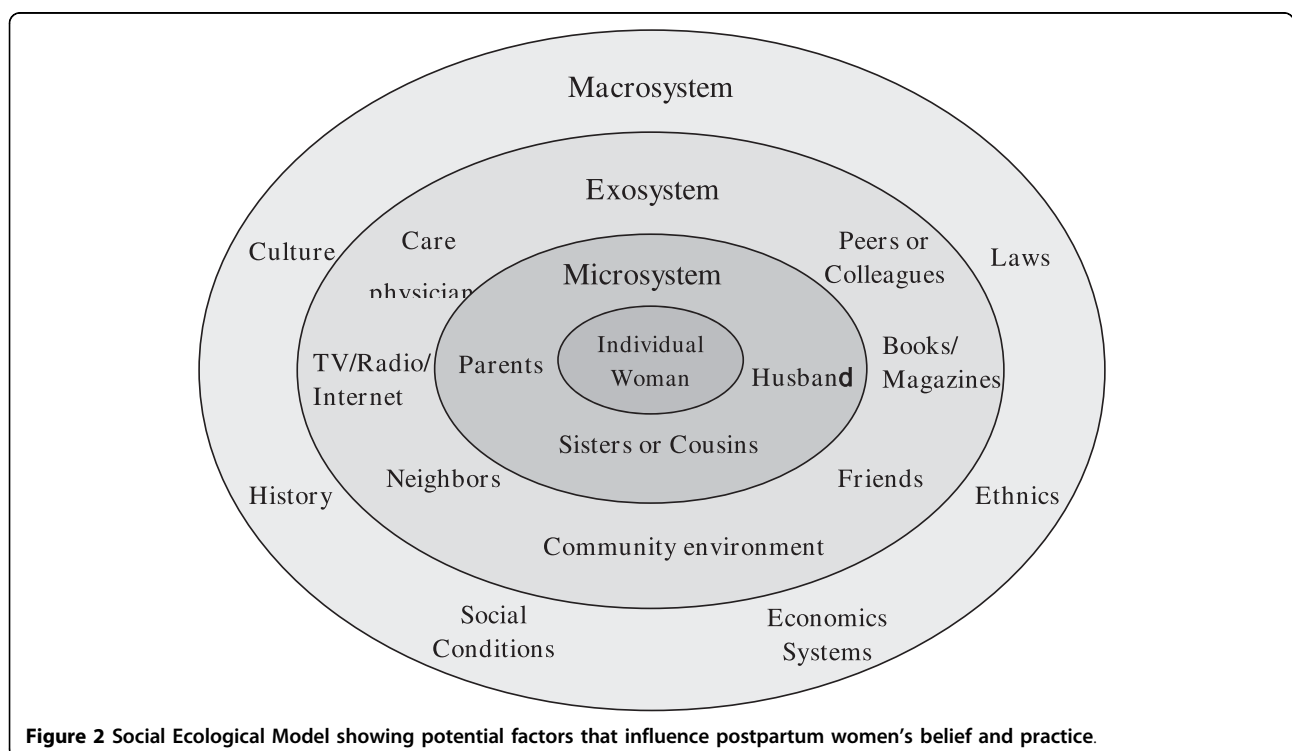 Macrosystem
Exosystem
Care
physician
Peers or
Colleagues
Culture
Laws
Microsystem
Individual
Woman
Parents
Husband
TV/Radio/
Internet
Books/
Magazines
Sisters or Cousins
Neighbors
Friends
History
Ethnics
Community environment
Social
Conditions
Economics
Systems
Figure 2 Social Ecological Model showing potential factors that influence postpartum women's belief and practice.